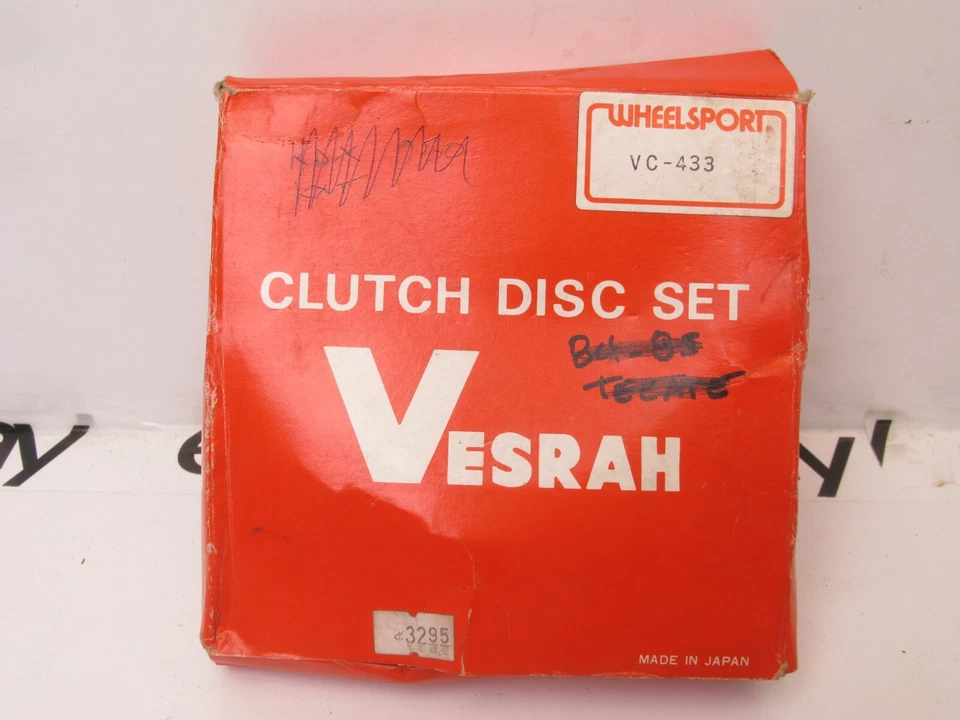 WHEELSPORT
VC-433
CLUTCH DISC SET
VESRAH
3295
MADE IN JAPAN